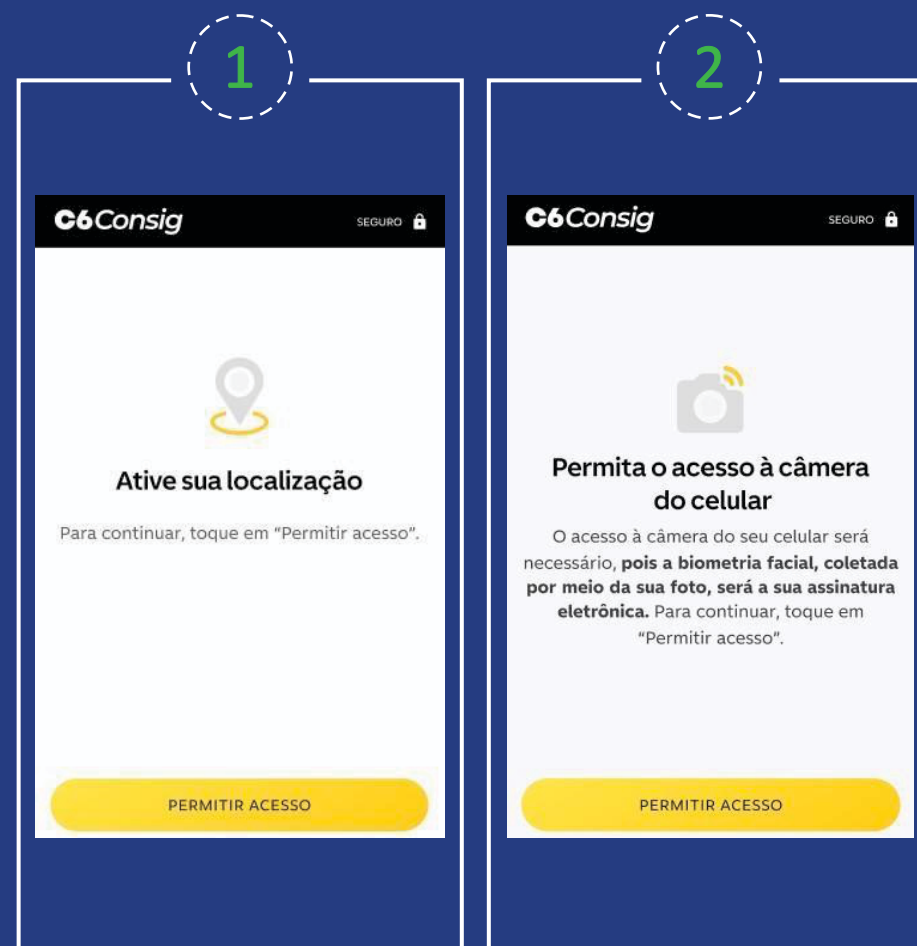 1
C6Consig
SEGURO
Ative sua localização
Para continuar, toque em “Permitir acesso”.
PERMITIR ACESSO
2
C6Consig
SEGURO
Permita o acesso à câmera
do celular
O acesso à câmera do seu celular será
necessário, pois a biometria facial, coletada
por meio da sua foto, será a sua assinatura
eletrônica. Para continuar, toque em
“Permitir acesso”.
PERMITIR ACESSO